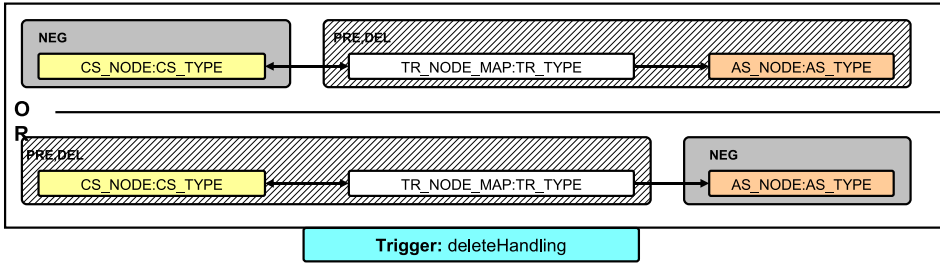 NEG
PRE,DEL
CS_NODE:CS_TYPE
TR_NODE_MAP:TR_TYPE
AS_NODE:AS_TYPE
O
R
PRE,DEL
NEG
CS_NODE:CS_TYPE
TR_NODE_MAP:TR_TYPE
AS_NODE:AS_TYPE
Trigger: deleteHandling